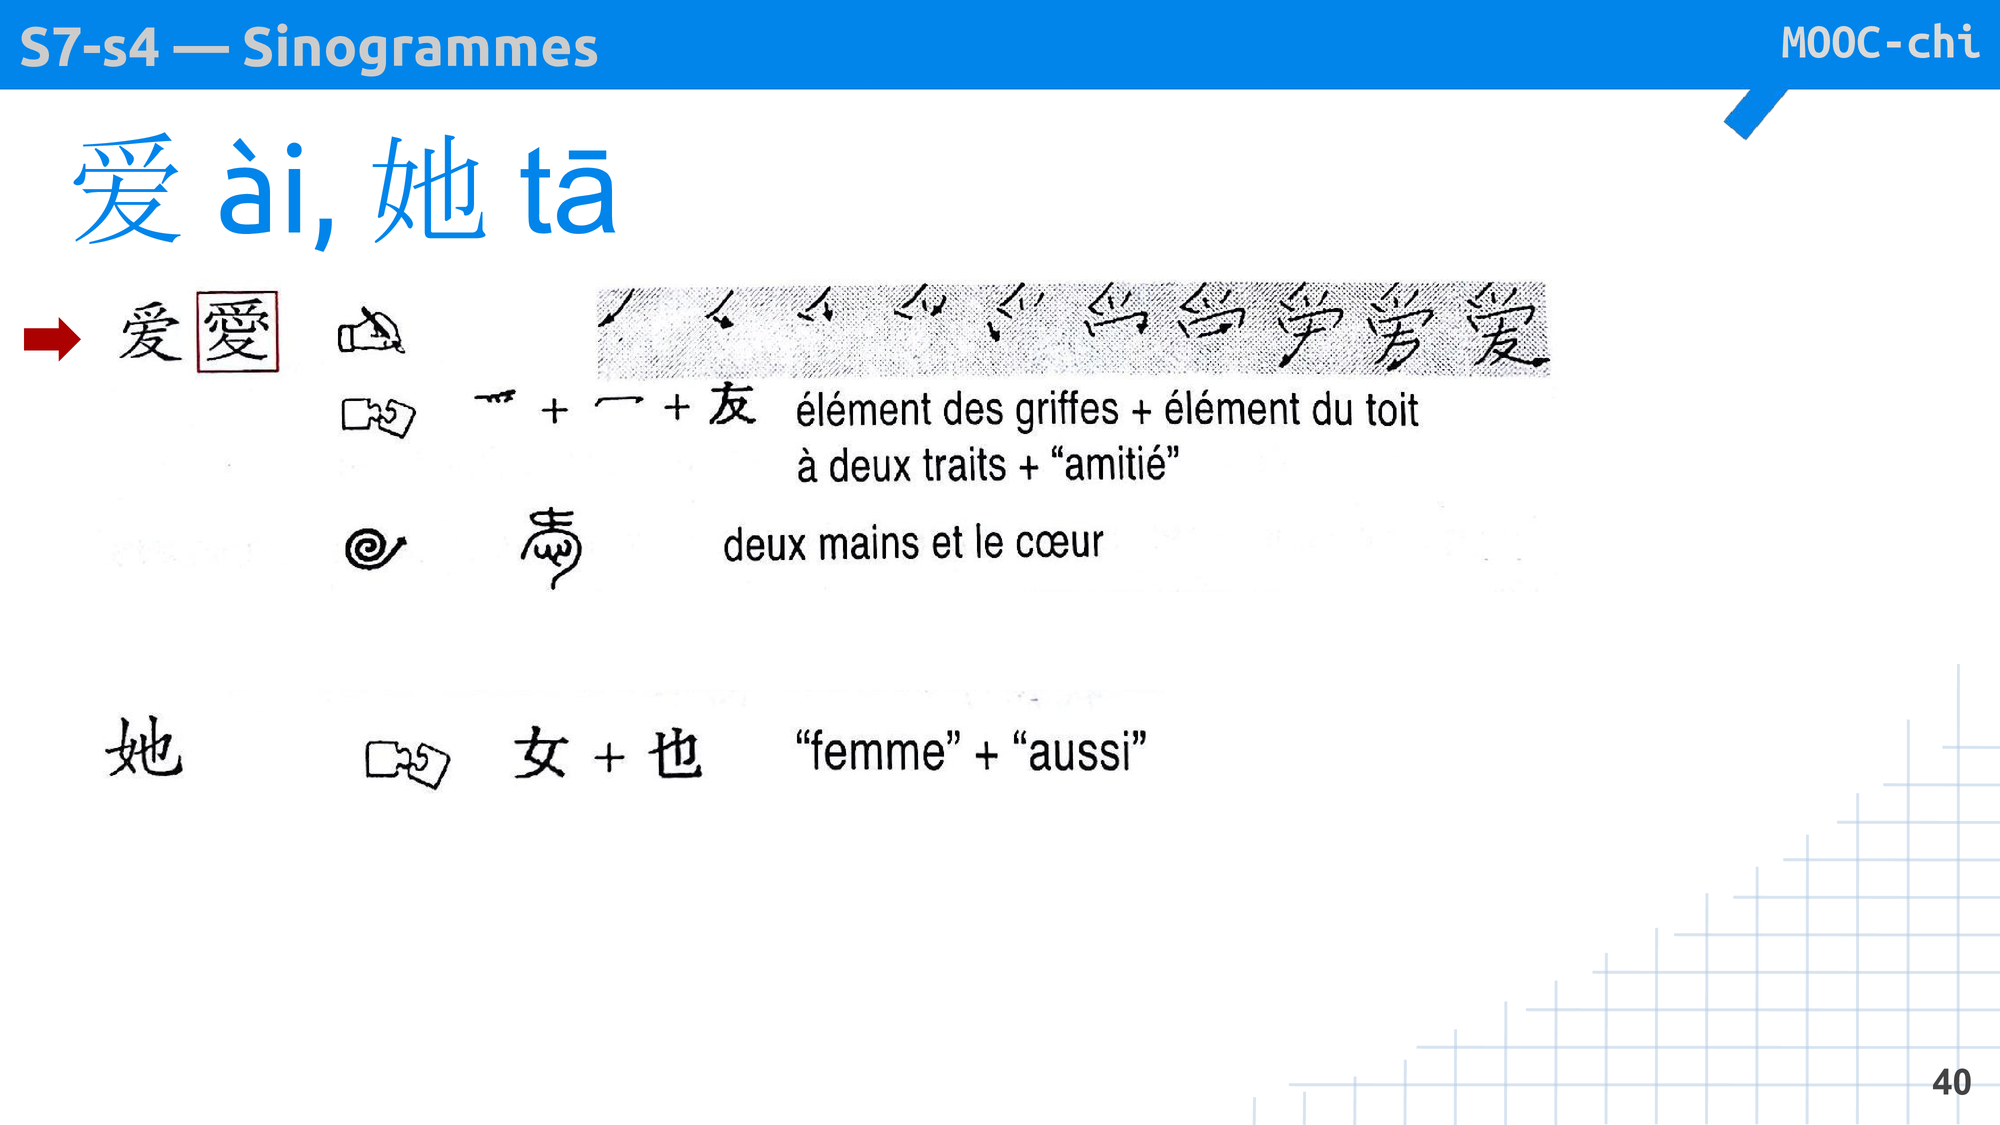 S7-s4 — Sinogrammes
MOOC-chi
爱 ài, 她 tā
爱 愛
爫 + 冖 + 友 élément des griffes + élément du toit
à deux traits + “amitié”
deux mains et le cœur
她 女 + 也 “femme” + “aussi”
40